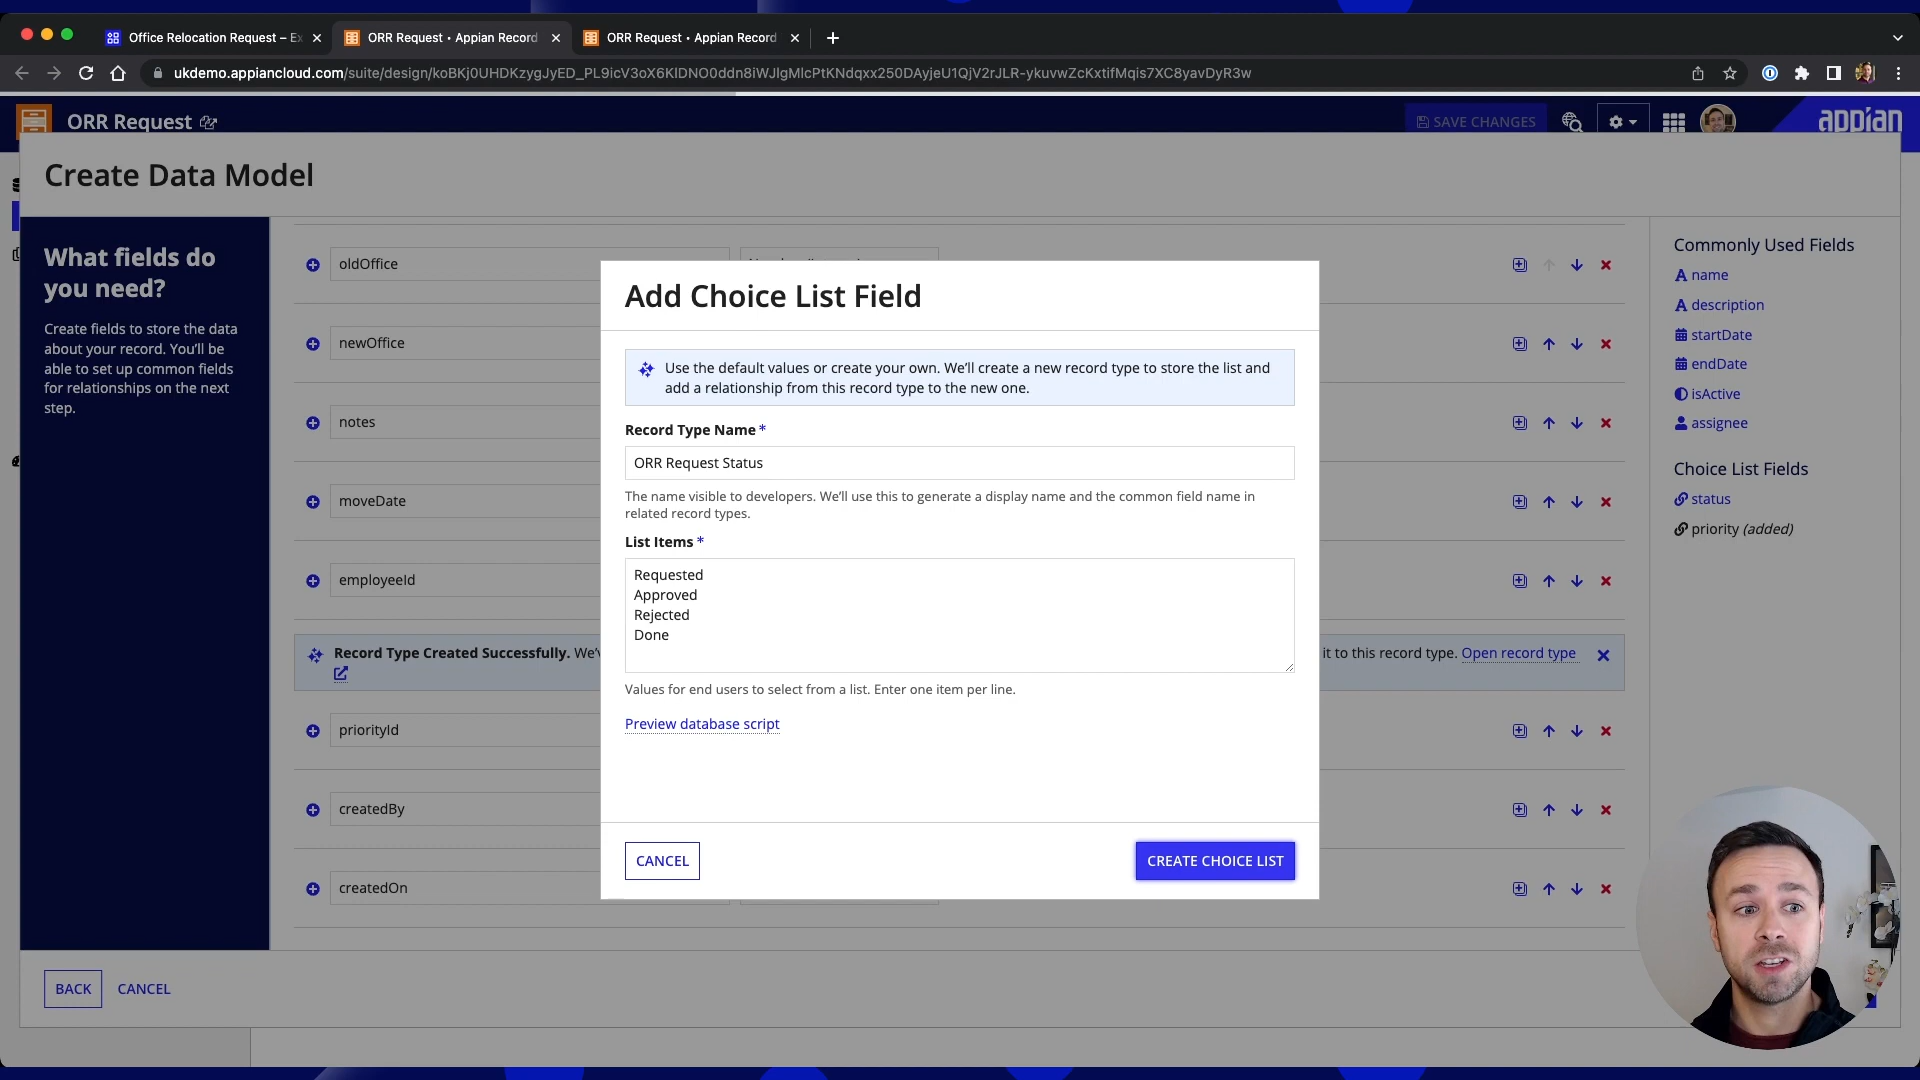 Office Relocation Request – Ex
ORR Request • Appian Record
ORR Request • Appian Record
ukdemo.appiancloud.com/suite/design/koBKj0UHDKzygJyED_PL9icV3oX6KlDNO0ddn8iWJlgMlcPtKNdqxx250DAyjeU1QjV2rJLR-ykuvwZcKxtifMqis7XC8yavDyR3w
ORR Request
SAVE CHANGES
appian
Create Data Model
What fields do
you need?
Create fields to store the data
about your record. You'll be
able to set up common fields
for relationships on the next
step.
oldOffice
newOffice
notes
moveDate
employeeId
Record Type Created Successfully. We'v
it to this record type. Open record type
priorityId
createdBy
createdOn
Add Choice List Field
Use the default values or create your own. We'll create a new record type to store the list and
add a relationship from this record type to the new one.
Record Type Name *
ORR Request Status
The name visible to developers. We'll use this to generate a display name and the common field name in
related record types.
List Items *
Requested
Approved
Rejected
Done
Values for end users to select from a list. Enter one item per line.
Preview database script
CANCEL
CREATE CHOICE LIST
Commonly Used Fields
name
description
startDate
endDate
isActive
assignee
Choice List Fields
status
priority (added)
BACK
CANCEL